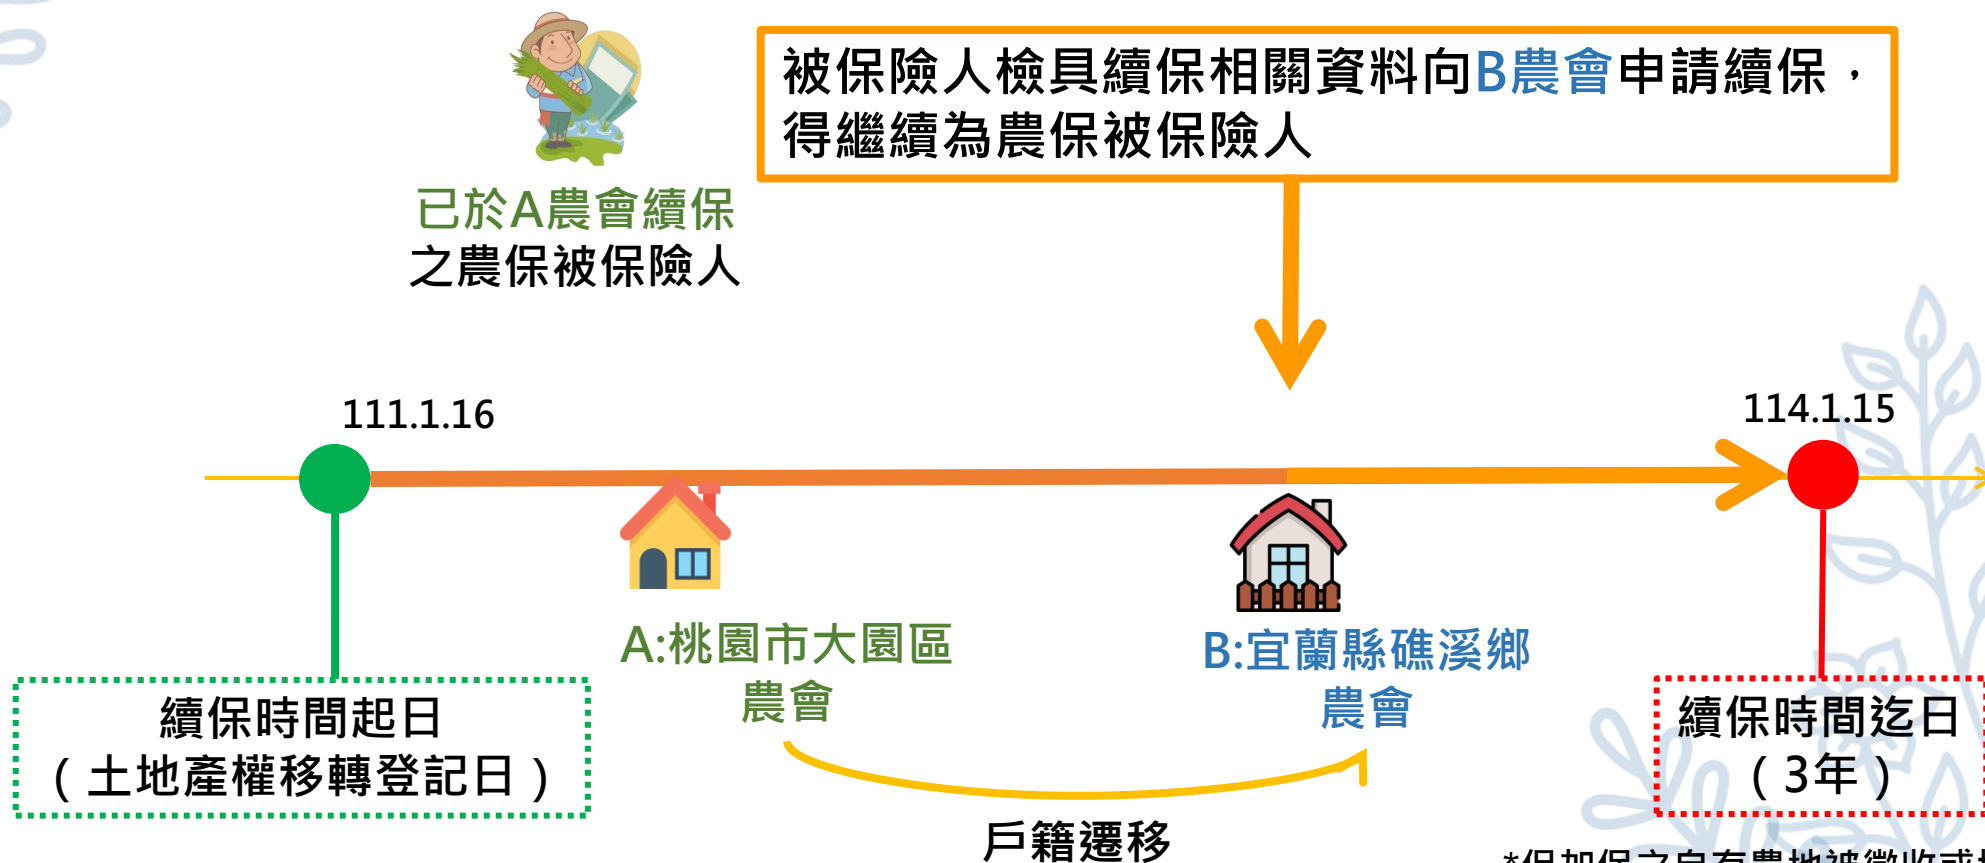 被保險人檢具續保相關資料向B農會申請續保，
得繼續為農保被保險人
已於A農會續保
之農保被保險人
111.1.16
114.1.15
A:桃園市大園區
農會
B:宜蘭縣礁溪鄉
農會
續保時間起日
（土地產權移轉登記日）
續保時間迄日
（3年）
戶籍遷移